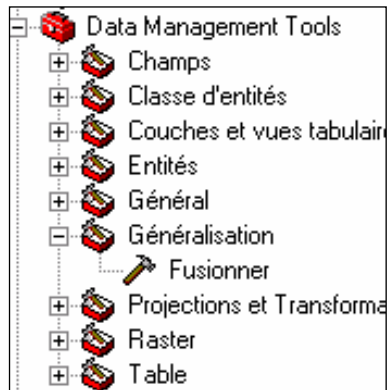 Data Management Tools
Champs
Classe d'entités
Couches et vues tabulair
Entités
Général
Généralisation
Fusionner
Projections et Transforma
Raster
Table